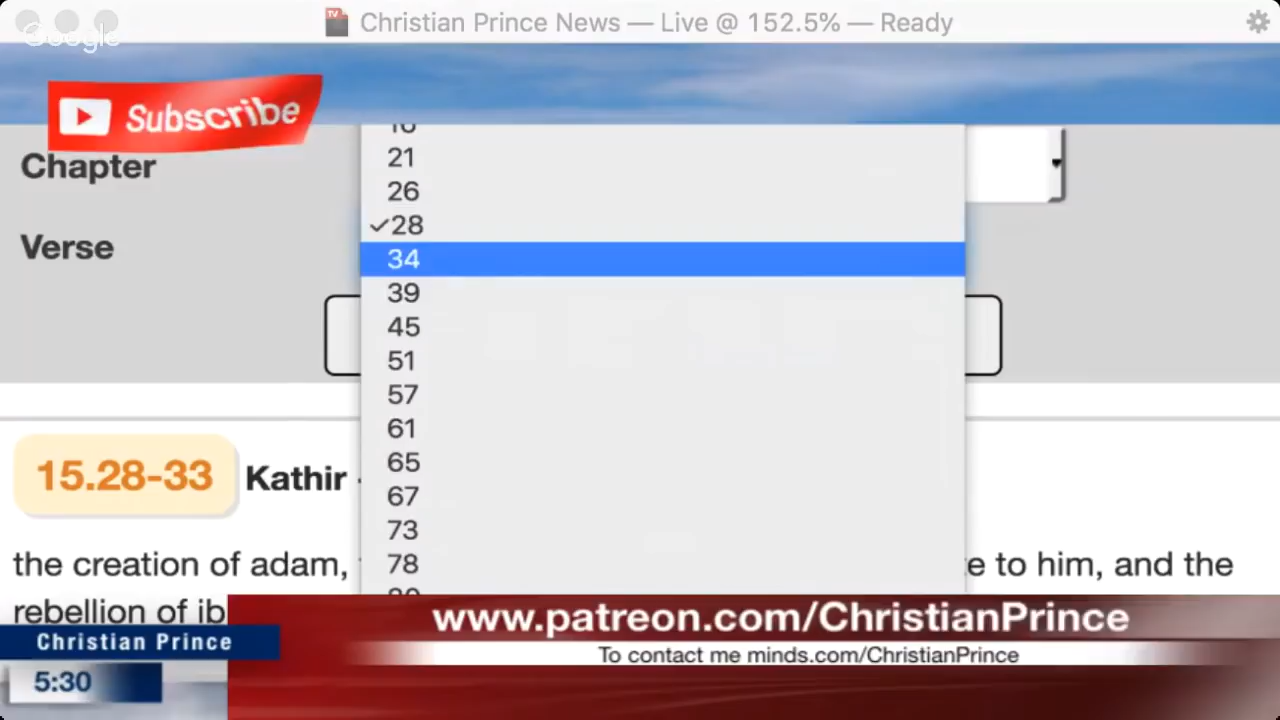 Christian Prince News — Live @ 152.5% — Ready
Google
Subscribe
Chapter
Verse
21
26
✓28
34
39
45
51
57
61
65
67
73
78
15.28-33 Kathir
the creation of adam, to him, and the
rebellion of
www.patreon.com/ChristianPrince
To contact me minds.com/ChristianPrince
Christian Prince
5:30